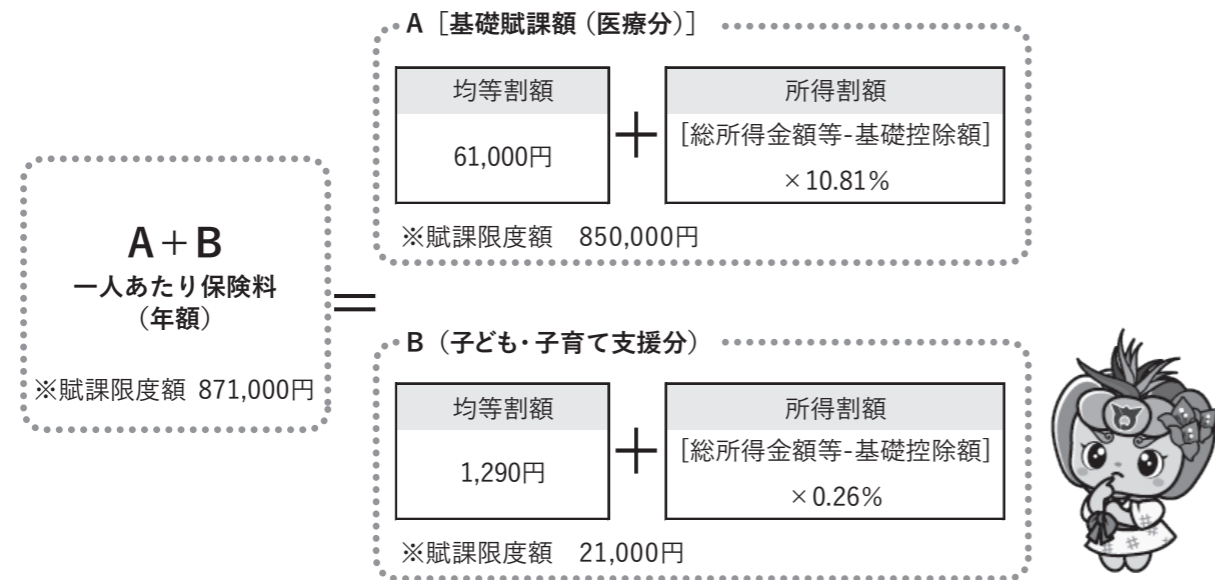 A［基礎賦課額（医療分）］
均等割額
61,000円
＋
所得割額
［総所得金額等-基礎控除額］
×10.81%
※賦課限度額　850,000円
A＋B
一人あたり保険料
（年額）
※賦課限度額 871,000円
＝
B（子ども・子育て支援分）
均等割額
1,290円
＋
所得割額
［総所得金額等-基礎控除額］
×0.26%
※賦課限度額　21,000円